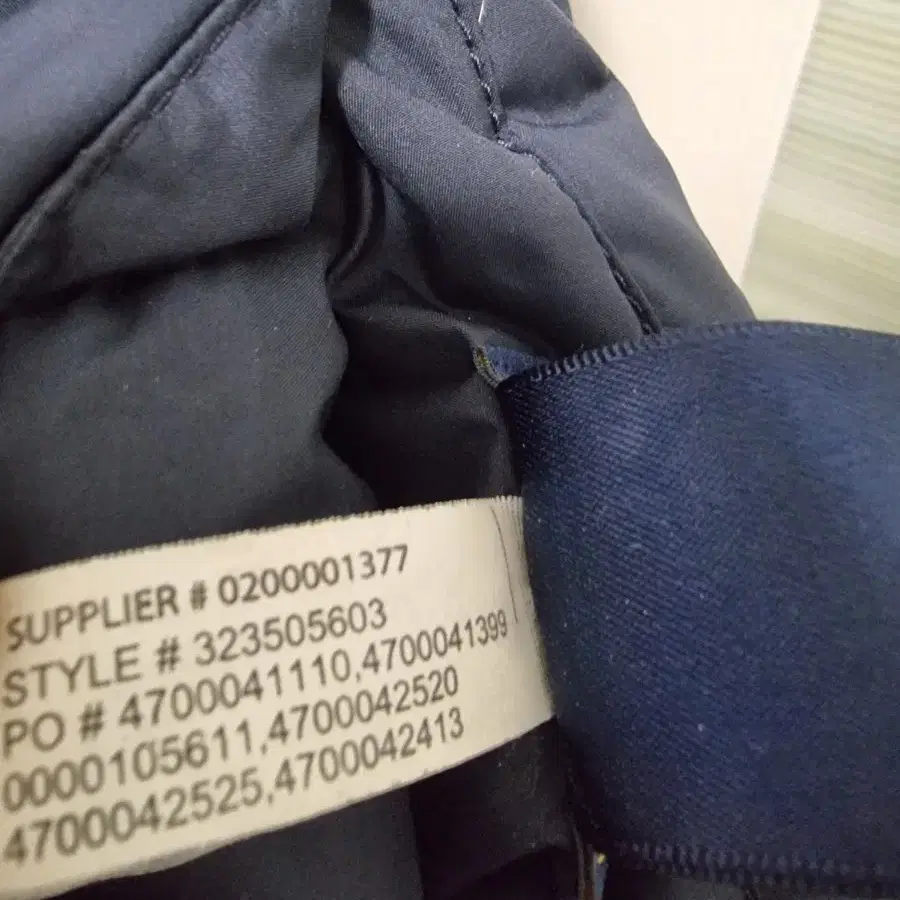 SUPPLIER # 0200001377
STYLE # 323505603
PO # 4700041110,4700041399
0000105611,4700042520
4700042525,4700042413